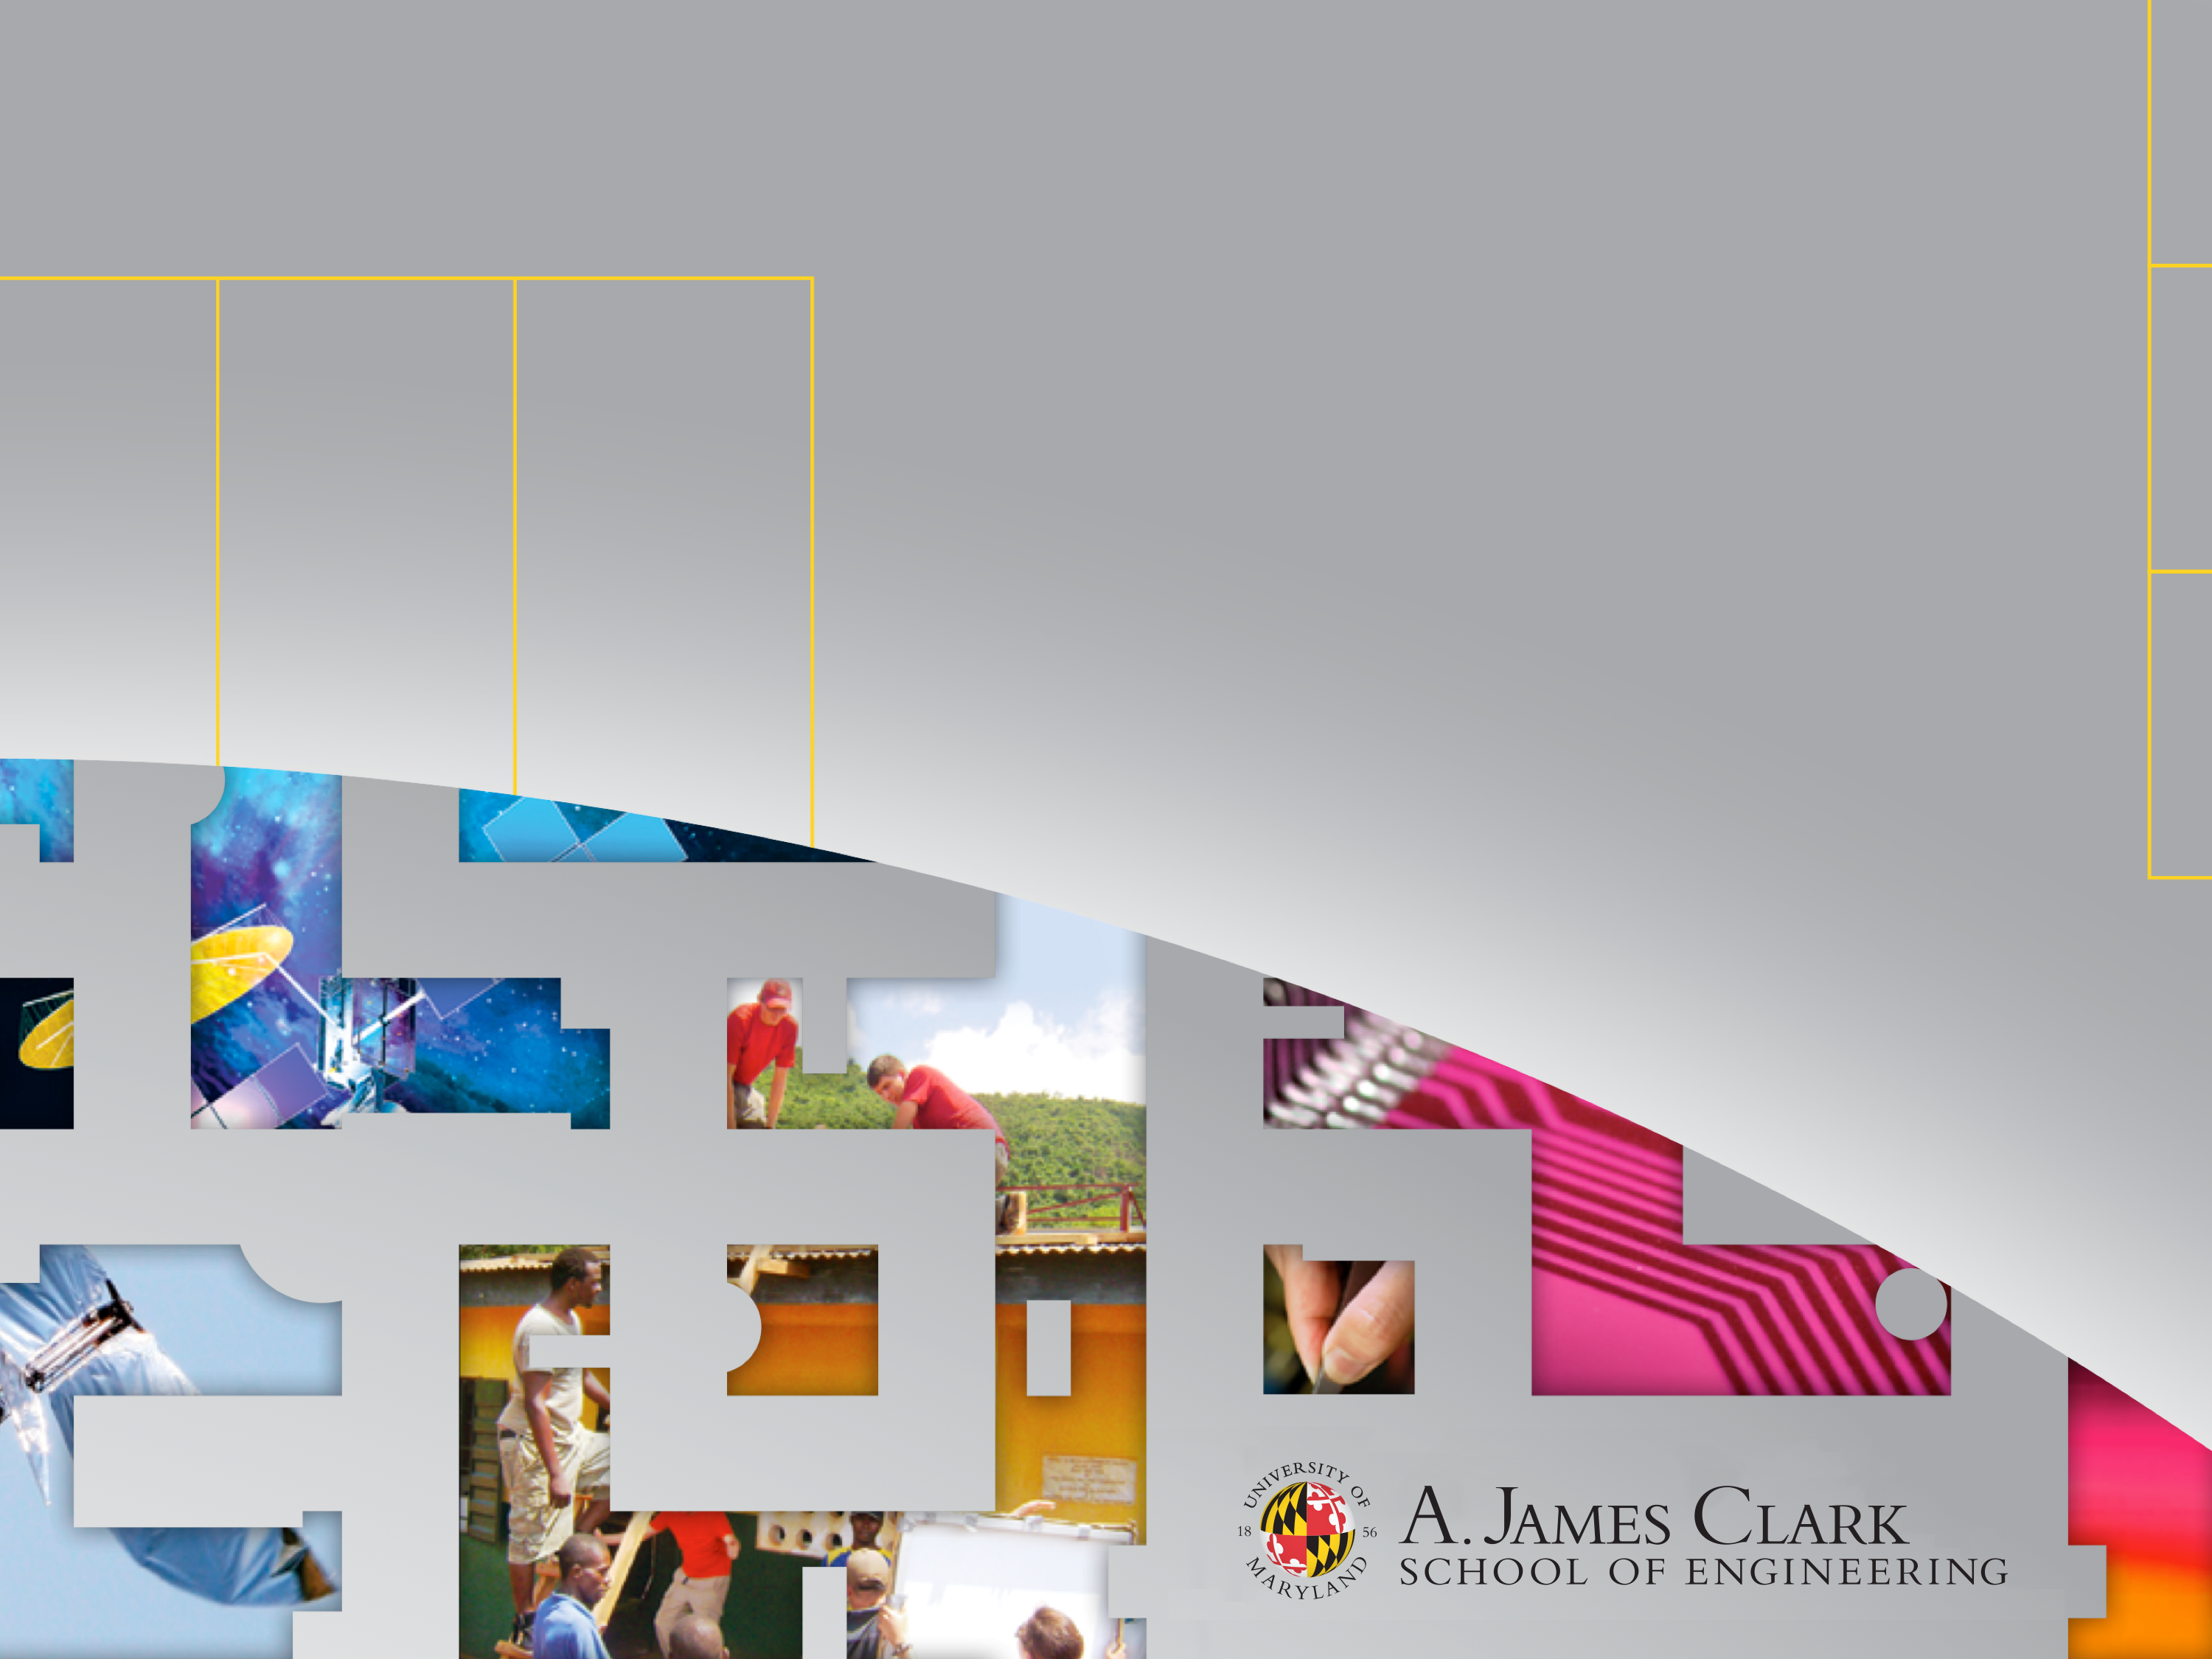 UNIVERSITY OF
18 56
MARYLAND
A. JAMES CLARK
SCHOOL OF ENGINEERING